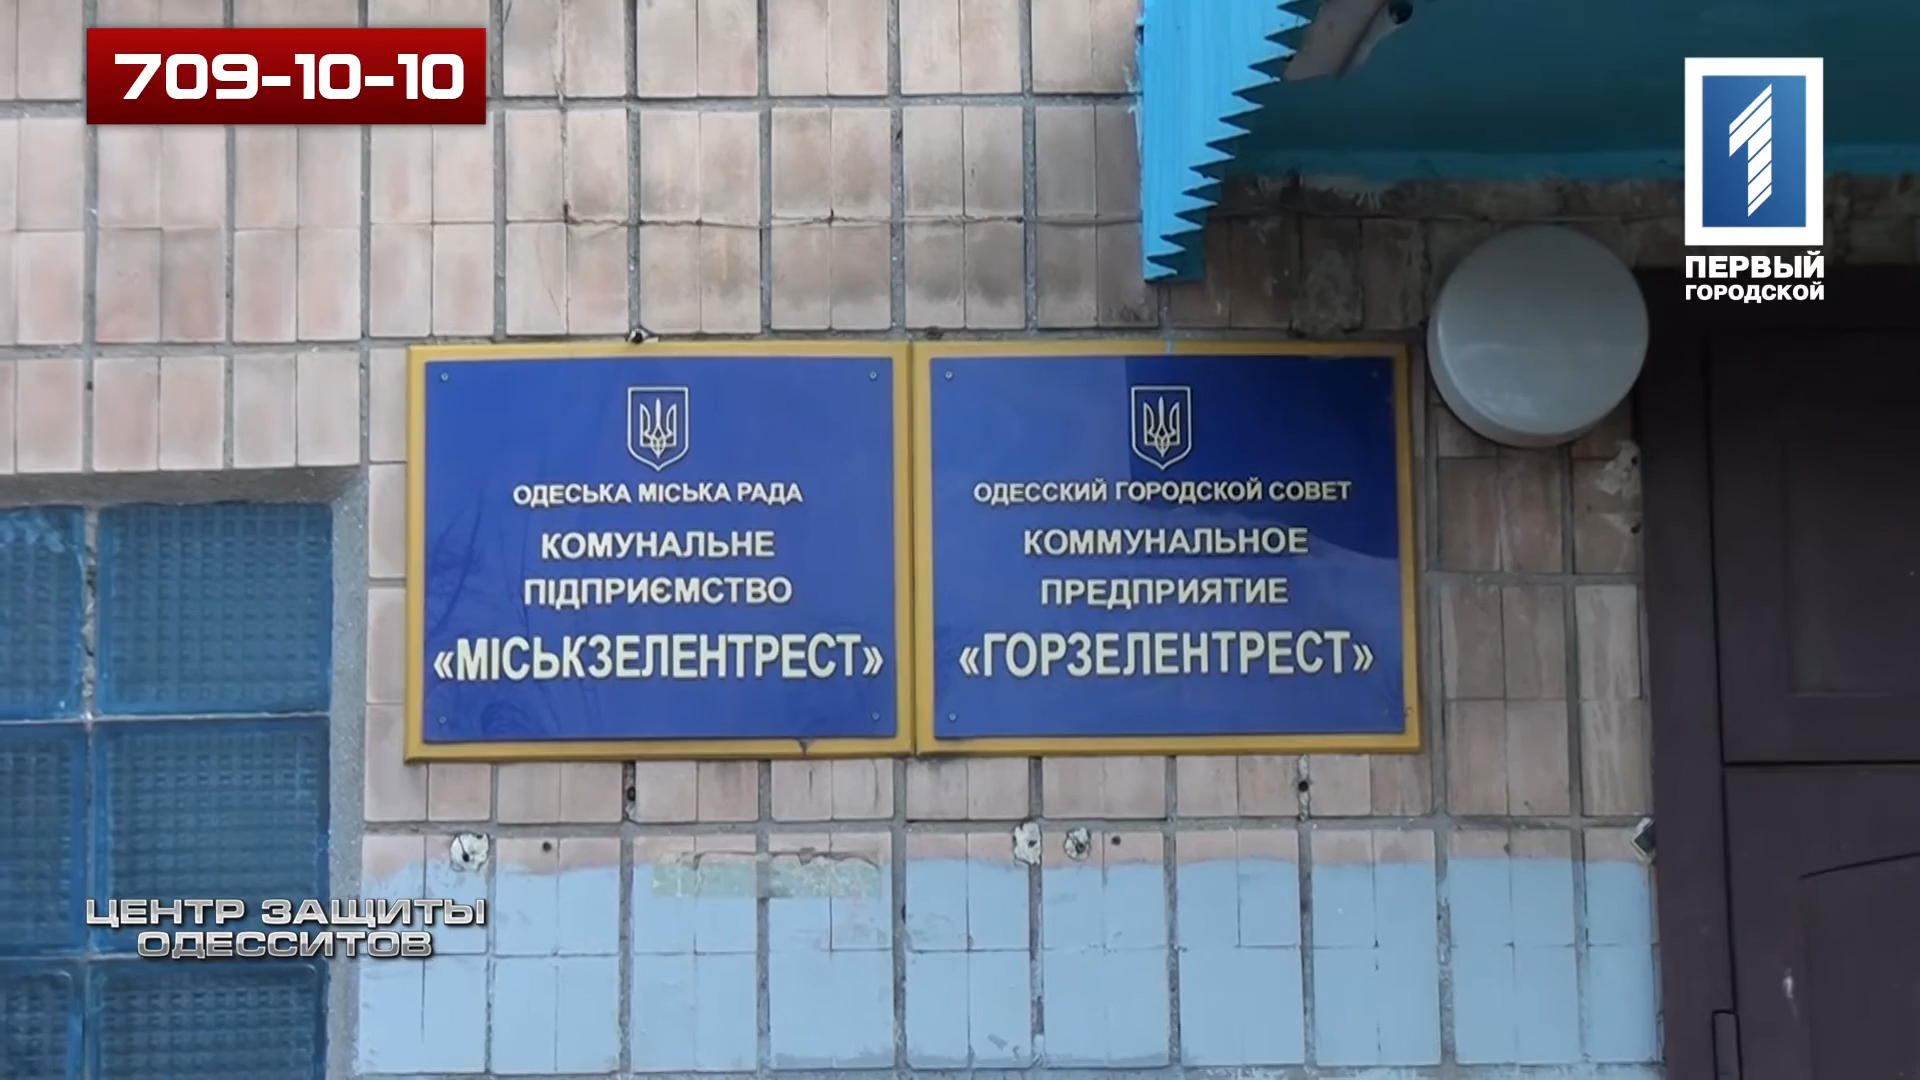 709-10-10
1
ПЕРВЫЙ
ГОРОДСКОЙ
ОДЕСЬКА МІСЬКА РАДА
КОМУНАЛЬНЕ
ПІДПРИЄМСТВО
«МІСЬКЗЕЛЕНТРЕСТ»
ОДЕССКИЙ ГОРОДСКОЙ СОВЕТ
КОММУНАЛЬНОЕ
ПРЕДПРИЯТИЕ
«ГОРЗЕЛЕНТРЕСТ»
ЦЕНТР ЗАЩИТЫ
ОДЕССИТОВ